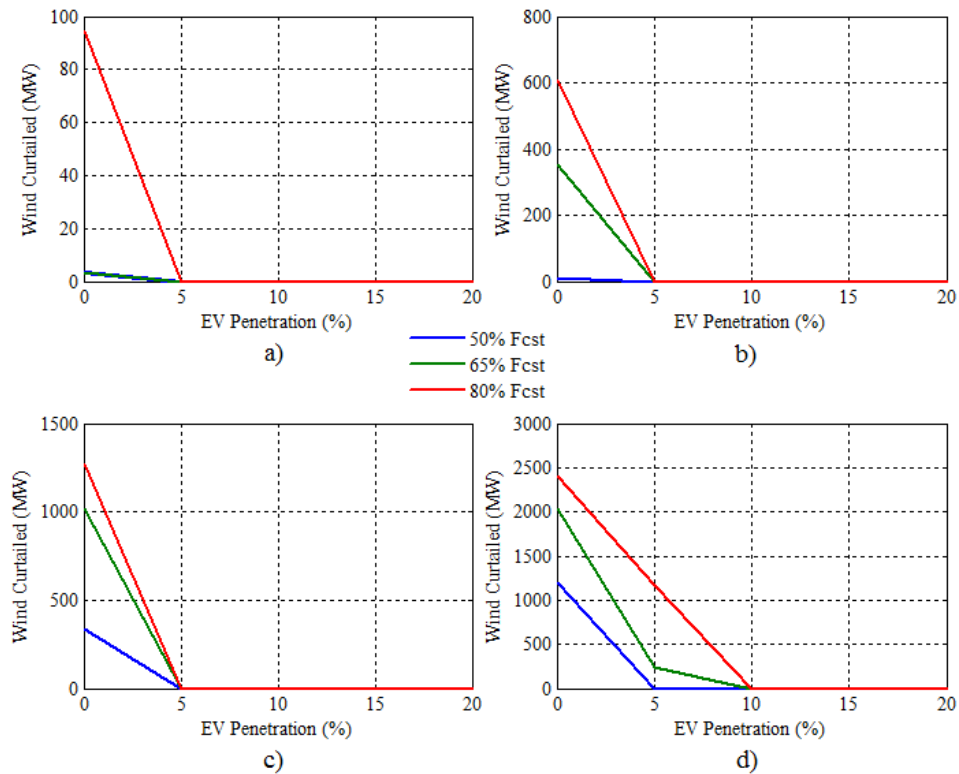 100
80
60
40
20
0
Wind Curtailed (MW)
0 5 10 15 20
EV Penetration (%)
a)
800
600
400
200
0
Wind Curtailed (MW)
0 5 10 15 20
EV Penetration (%)
b)
50% Fcst
65% Fcst
80% Fcst
1500
1000
500
0
Wind Curtailed (MW)
0 5 10 15 20
EV Penetration (%)
c)
3000
2500
2000
1500
1000
500
0
Wind Curtailed (MW)
0 5 10 15 20
EV Penetration (%)
d)